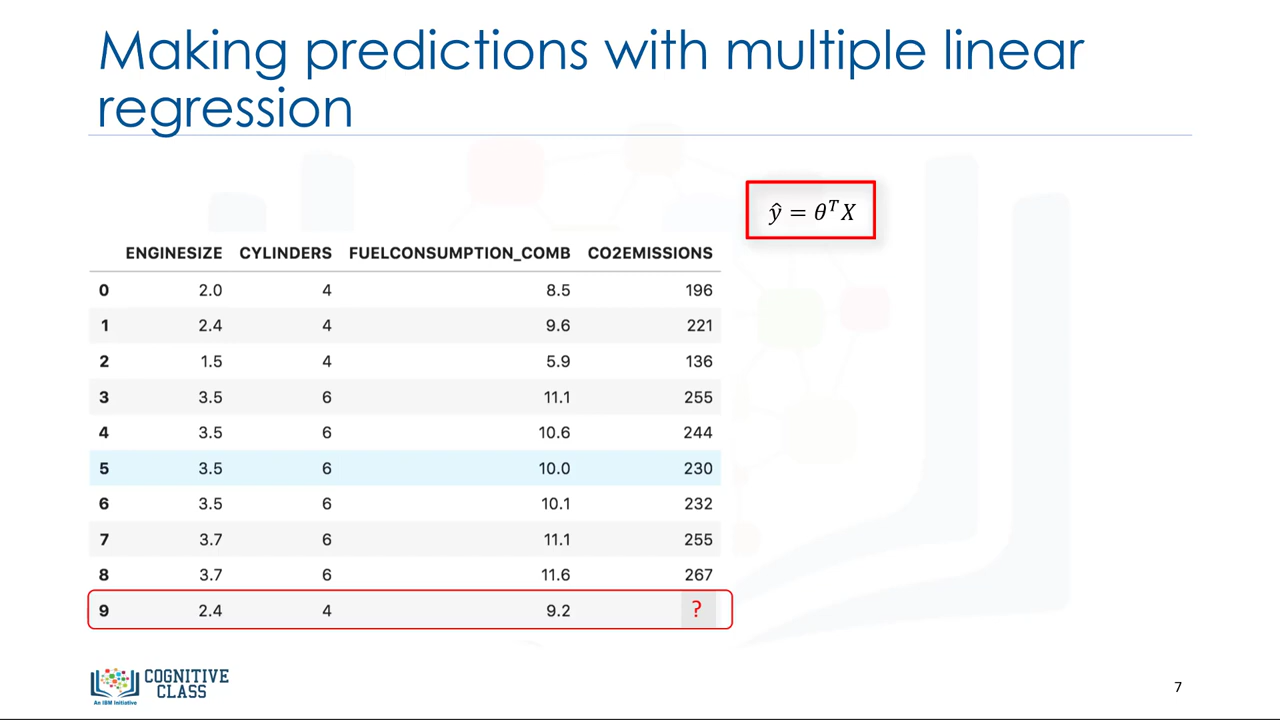 Making predictions with multiple linear
regression
ŷ = θᵀX
ENGINESIZE CYLINDERS FUELCONSUMPTION_COMB CO2EMISSIONS
0 2.0 4 8.5 196
1 2.4 4 9.6 221
2 1.5 4 5.9 136
3 3.5 6 11.1 255
4 3.5 6 10.6 244
5 3.5 6 10.0 230
6 3.5 6 10.1 232
7 3.7 6 11.1 255
8 3.7 6 11.6 267
9 2.4 4 9.2 ?
COGNITIVE
CLASS
An IBM Initiative
7